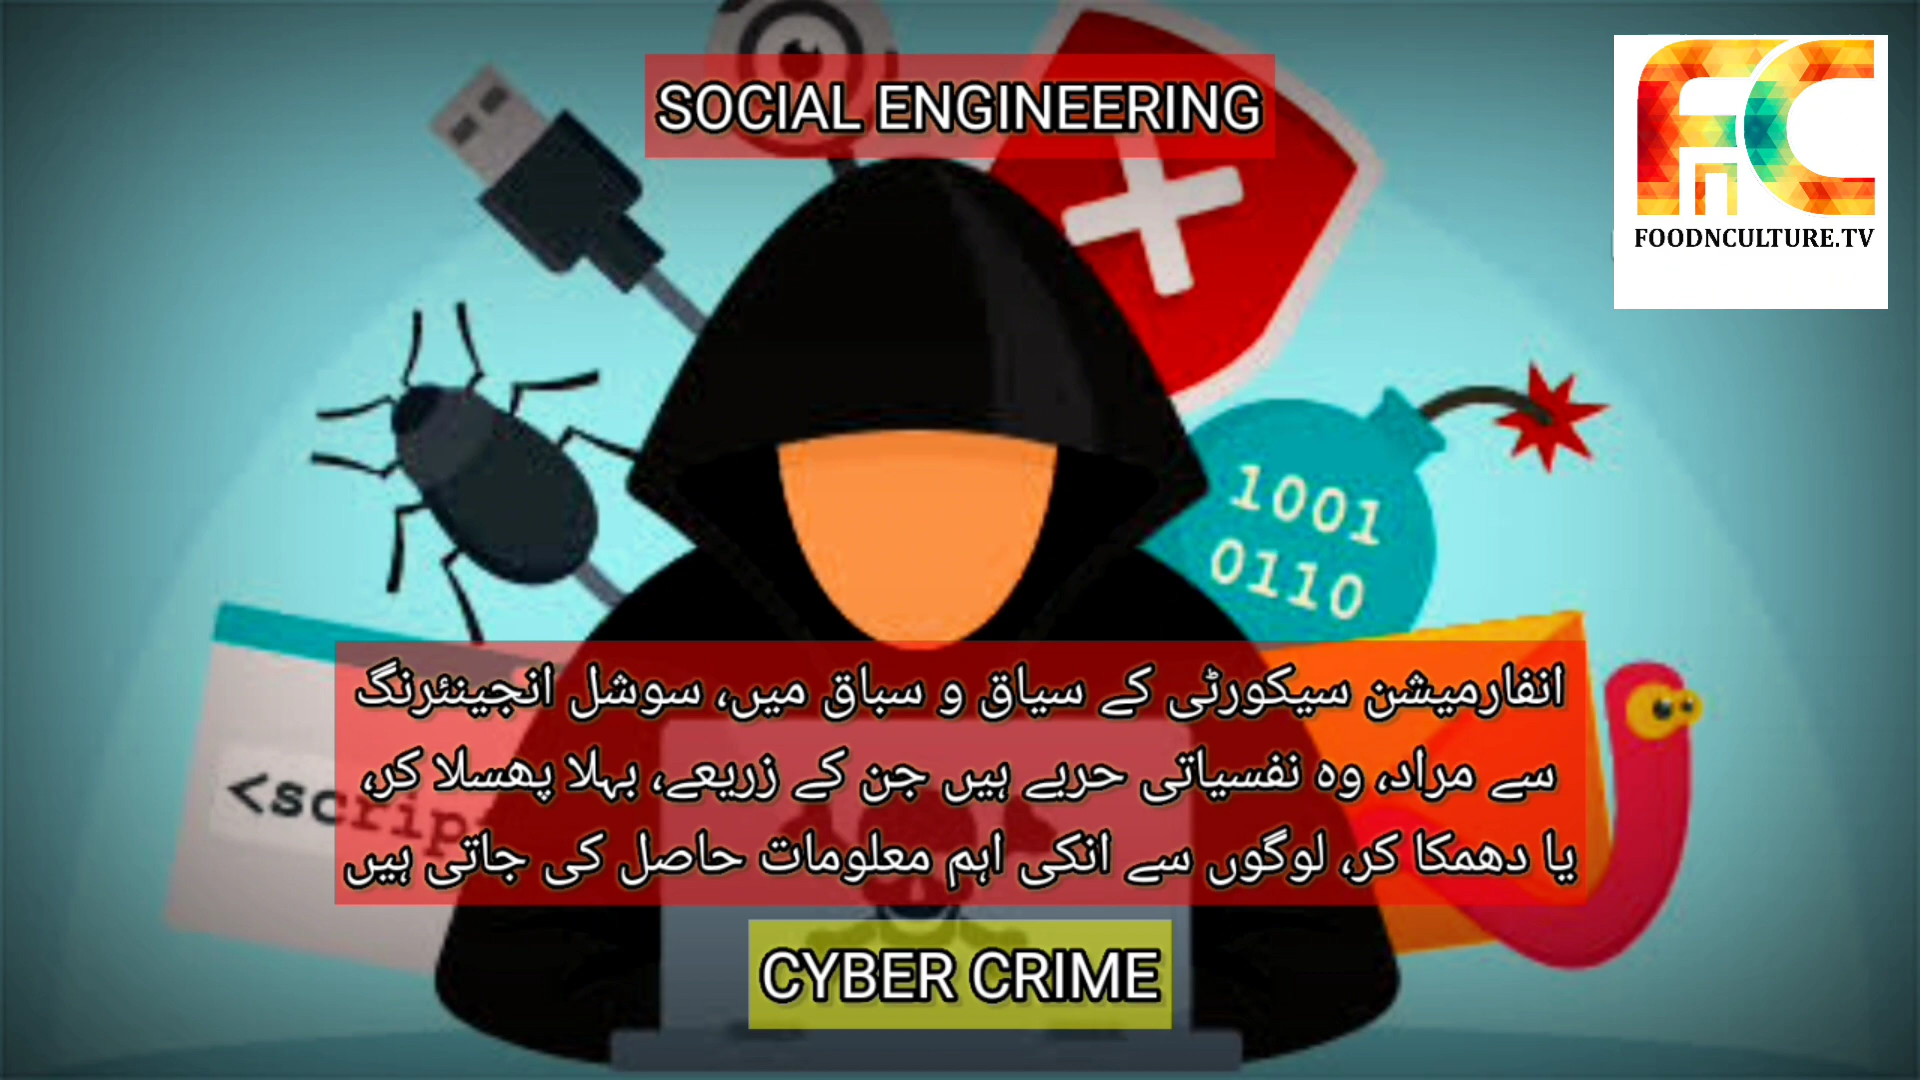 SOCIAL ENGINEERING
FC
FOODNCULTURE.TV
1001
0110
<script
انفارمیشن سیکورٹی کے سیاق و سباق میں، سوشل انجینئرنگ
سے مراد، وہ نفسیاتی حربے ہیں جن کے زریعے، بہلا پھسلا کر،
یا دھمکا کر، لوگوں سے انکی اہم معلومات حاصل کی جاتی ہیں
CYBER CRIME